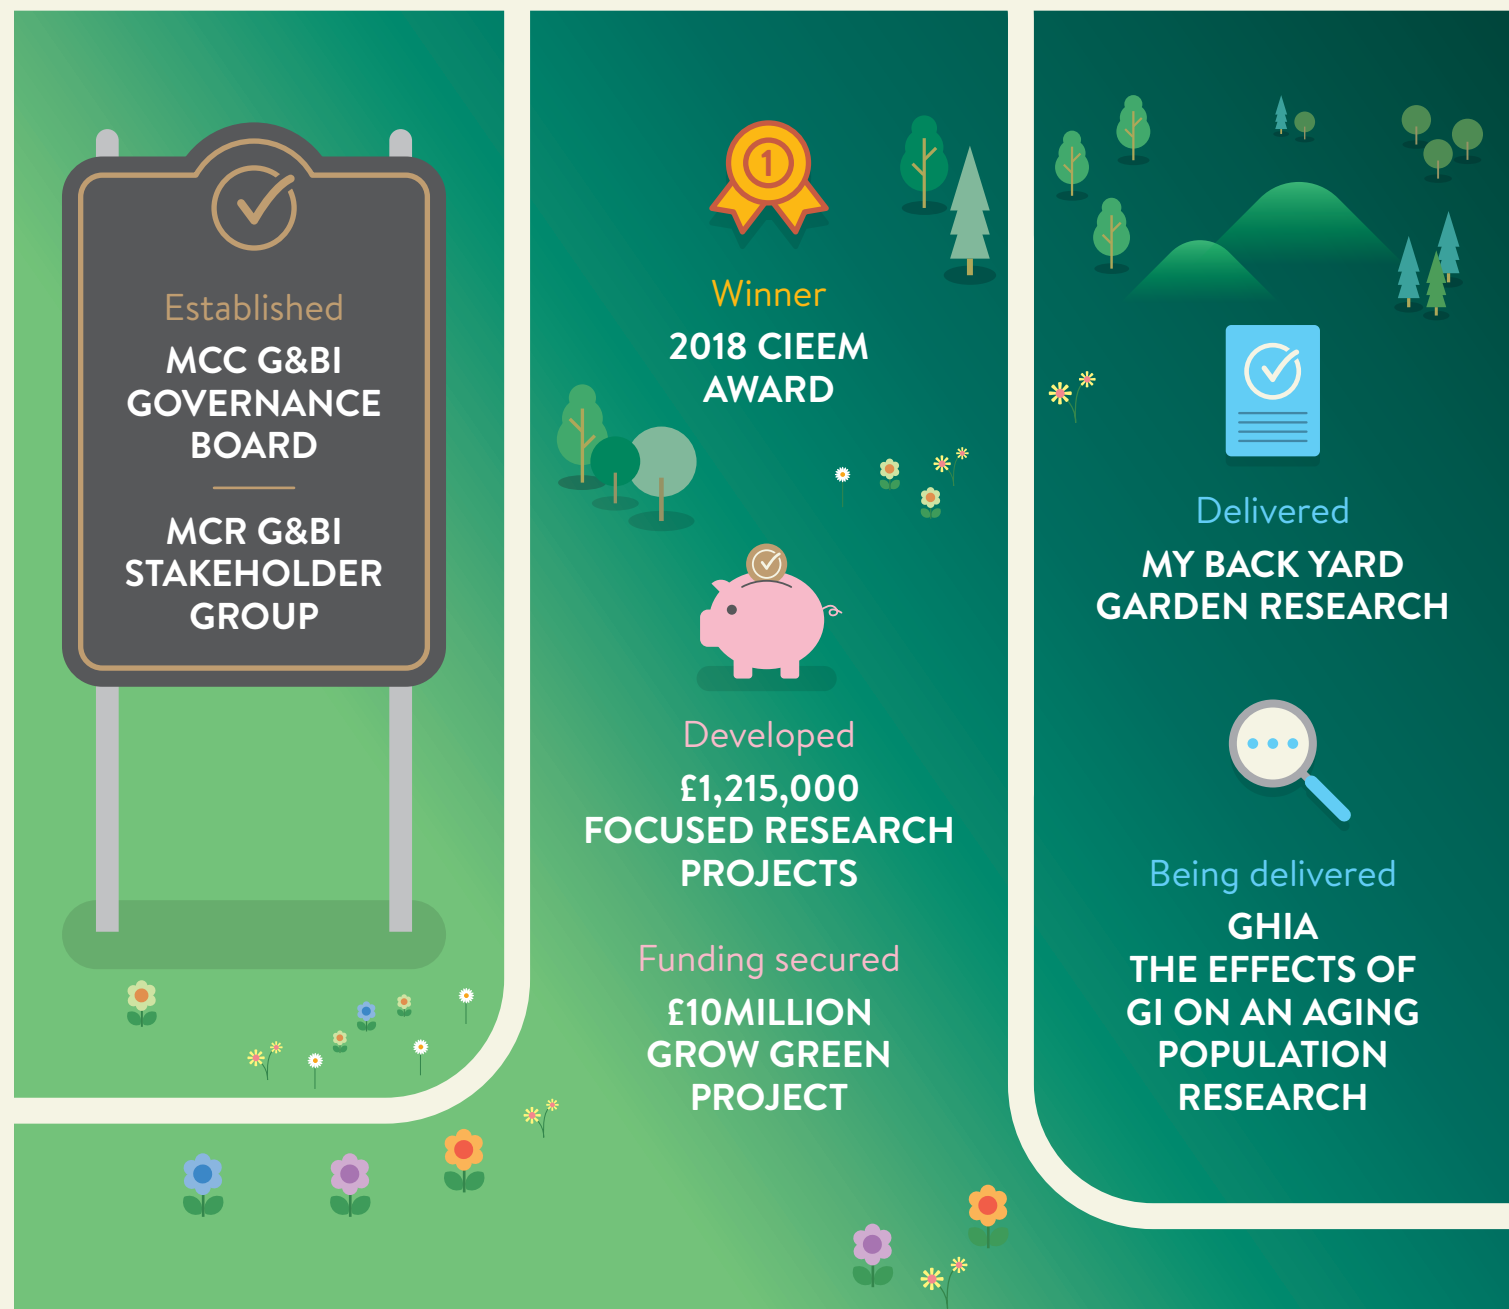 Established
MCC G&BI
GOVERNANCE
BOARD
MCR G&BI
STAKEHOLDER
GROUP
1
Winner
2018 CIEEM
AWARD
Developed
£1,215,000
FOCUSED RESEARCH
PROJECTS
Funding secured
£10MILLION
GROW GREEN
PROJECT
Delivered
MY BACK YARD
GARDEN RESEARCH
Being delivered
GHIA
THE EFFECTS OF
GI ON AN AGING
POPULATION
RESEARCH